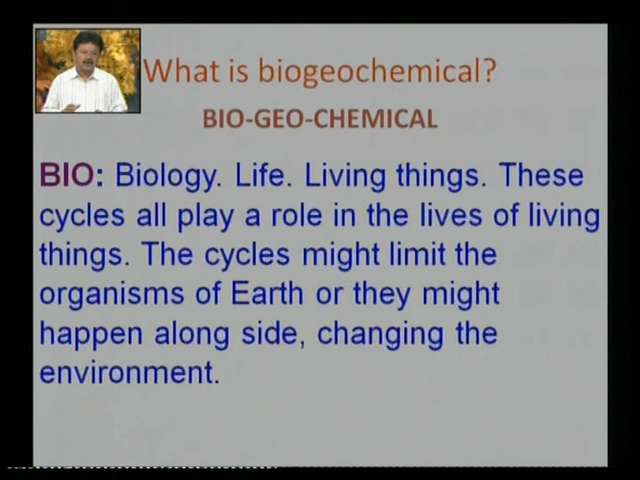 What is biogeochemical?
BIO-GEO-CHEMICAL
BIO: Biology. Life. Living things. These
cycles all play a role in the lives of living
things. The cycles might limit the
organisms of Earth or they might
happen along side, changing the
environment.